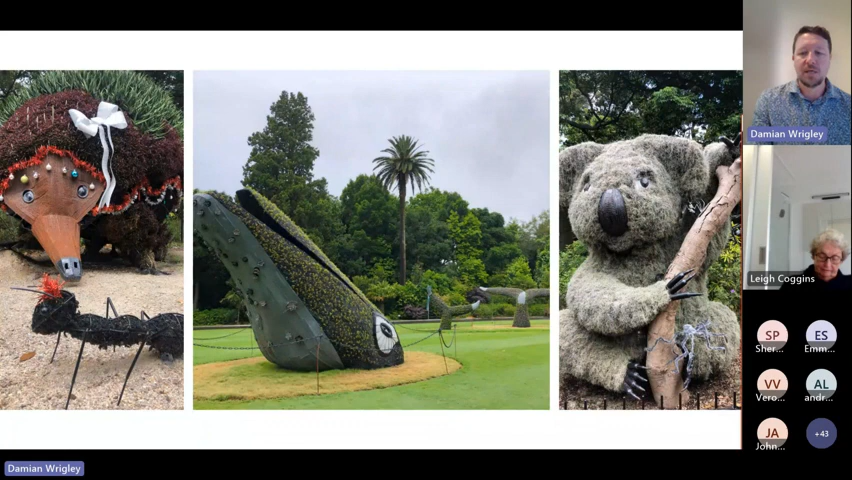 Damian Wrigley
Leigh Coggins
SP
Sher...
ES
Emm...
VV
Vero...
AL
andr...
JA
John...
+43
Damian Wrigley